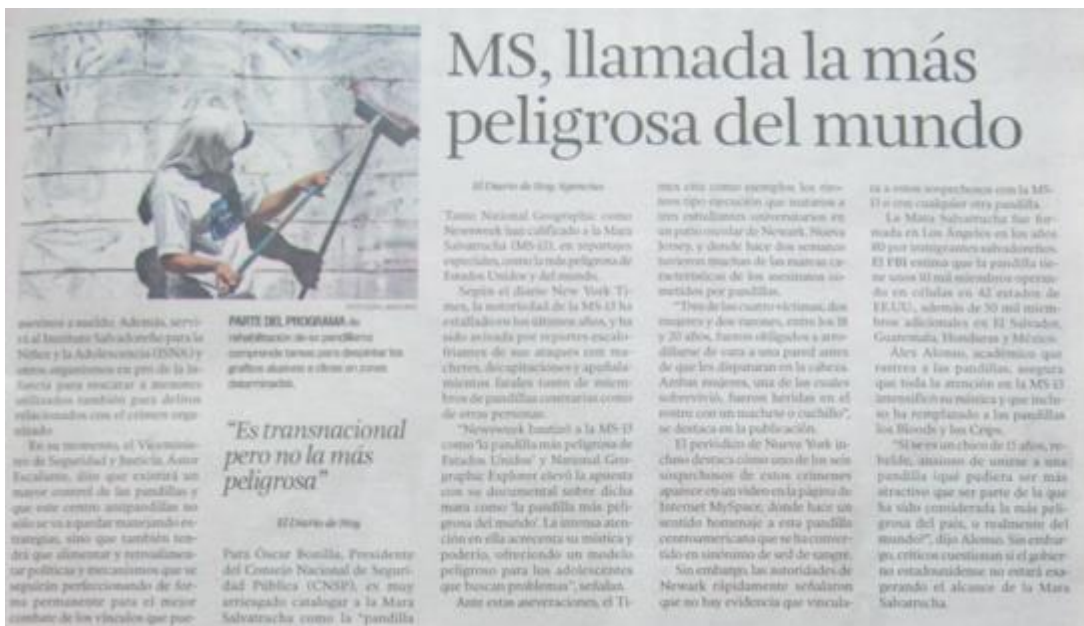 MS, llamada la más
peligrosa del mundo
El Diario de Hoy/Agencias
Tanto National Geographic como
Newsweek han calificado a la Mara
Salvatrucha (MS-13), en reportajes
especiales, como la más peligrosa de
Estados Unidos y del mundo.
Según el diario New York Ti-
mes, la notoriedad de la MS-13 ha
estallado en los últimos años, y ha
sido avivada por reportes escalo-
friantes de sus ataques con ma-
chetes, decapitaciones y apuñala-
mientos fatales tanto de miem-
bros de pandillas contrarias como
de otras personas.
"Newsweek bautizó a la MS-13
como 'la pandilla más peligrosa de
Estados Unidos' y National Geo-
graphic Explorer elevó la apuesta
con su documental sobre dicha
mara como 'la pandilla más peli-
grosa del mundo'. La intensa aten-
ción en ella acrecenta su mística y
poderío, ofreciendo un modelo
peligroso para los adolescentes
que buscan problemas", señalan.
Ante estas aseveraciones, el Ti-
mes cita como ejemplos los tiro-
teos tipo ejecución que mataron a
tres estudiantes universitarios en
un patio escolar de Newark, Nueva
Jersey, y donde hace dos semanas
tuvieron muchas de las marcas ca-
racterísticas de los asesinatos co-
metidos por pandillas.
"Tres de las cuatro víctimas, dos
mujeres y dos varones, entre los 18
y 20 años, fueron obligados a arro-
dillarse de cara a una pared antes
de que les dispararan en la cabeza.
Ambas mujeres, una de las cuales
sobrevivió, fueron heridas en el
rostro con un machete o cuchillo",
se destaca en la publicación.
El periódico de Nueva York in-
cluso destaca cómo uno de los seis
sospechosos de estos crímenes
aparece en un video en la página de
Internet MySpace, donde hace un
sentido homenaje a esta pandilla
centroamericana que se ha conver-
tido en sinónimo de sed de sangre.
Sin embargo, las autoridades de
Newark rápidamente señalaron
que no hay evidencia que vincula-
ra a estos sospechosos con la MS-
13 o con cualquier otra pandilla.
La Mara Salvatrucha fue for-
mada en Los Ángeles en los años
80 por inmigrantes salvadoreños.
El FBI estima que la pandilla tie-
ne unos 10 mil miembros operan-
do en células en 42 estados de
EE.UU., además de 50 mil miem-
bros adicionales en El Salvador,
Guatemala, Honduras y México.
Alex Alonso, académico que
rastrea a las pandillas, asegura
que toda la atención en la MS-13
intensificó su mística y que inclu-
so ha remplazado a las pandillas
los Bloods y los Crips.
"Si se es un chico de 15 años, re-
belde, ansioso de unirse a una
pandilla ¿qué pudiera ser más
atractivo que ser parte de la que
ha sido considerada la más peli-
grosa del país, o realmente del
mundo?", dijo Alonso. Sin embar-
go, críticos cuestionan si el gobier-
no estadounidense no estará exa-
gerando el alcance de la Mara
Salvatrucha.
PARTE DEL PROGRAMA de
rehabilitación de ex pandilleros
comprende tareas para despintar los
grafitos alusivos a clicas en zonas
determinadas.
"Es transnacional
pero no la más
peligrosa"
El Diario de Hoy
Para Óscar Bonilla, Presidente
del Consejo Nacional de Seguri-
dad Pública (CNSP), es muy
arriesgado catalogar a la Mara
Salvatrucha como la "pandilla
asesinos a sueldo. Además, servi-
rá al Instituto Salvadoreño para la
Niñez y la Adolescencia (ISNA) y
otros organismos en pro de la in-
fancia para rescatar a menores
utilizados también para delitos
relacionados con el crimen orga-
nizado.
En su momento, el Viceminis-
tro de Seguridad y Justicia, Astor
Escalante, dijo que existirá un
mayor control de las pandillas y
que este centro antipandillas no
sólo se va a quedar manejando es-
trategias, sino que también ten-
drá que alimentar y retroalimen-
tar políticas y mecanismos que se
seguirán perfeccionando de for-
ma permanente para el mejor
combate de los vínculos que pue-